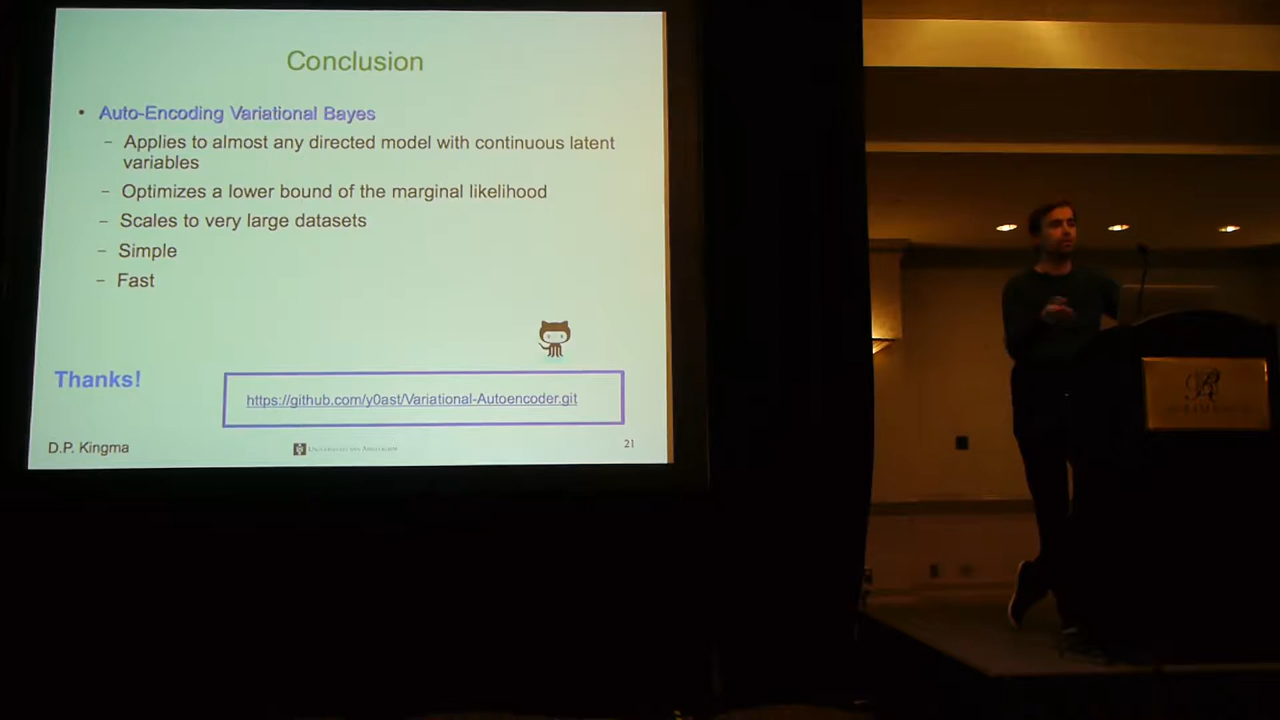 Conclusion
• Auto-Encoding Variational Bayes
– Applies to almost any directed model with continuous latent
variables
– Optimizes a lower bound of the marginal likelihood
– Scales to very large datasets
– Simple
– Fast
Thanks!
https://github.com/y0ast/Variational-Autoencoder.git
D.P. Kingma
21